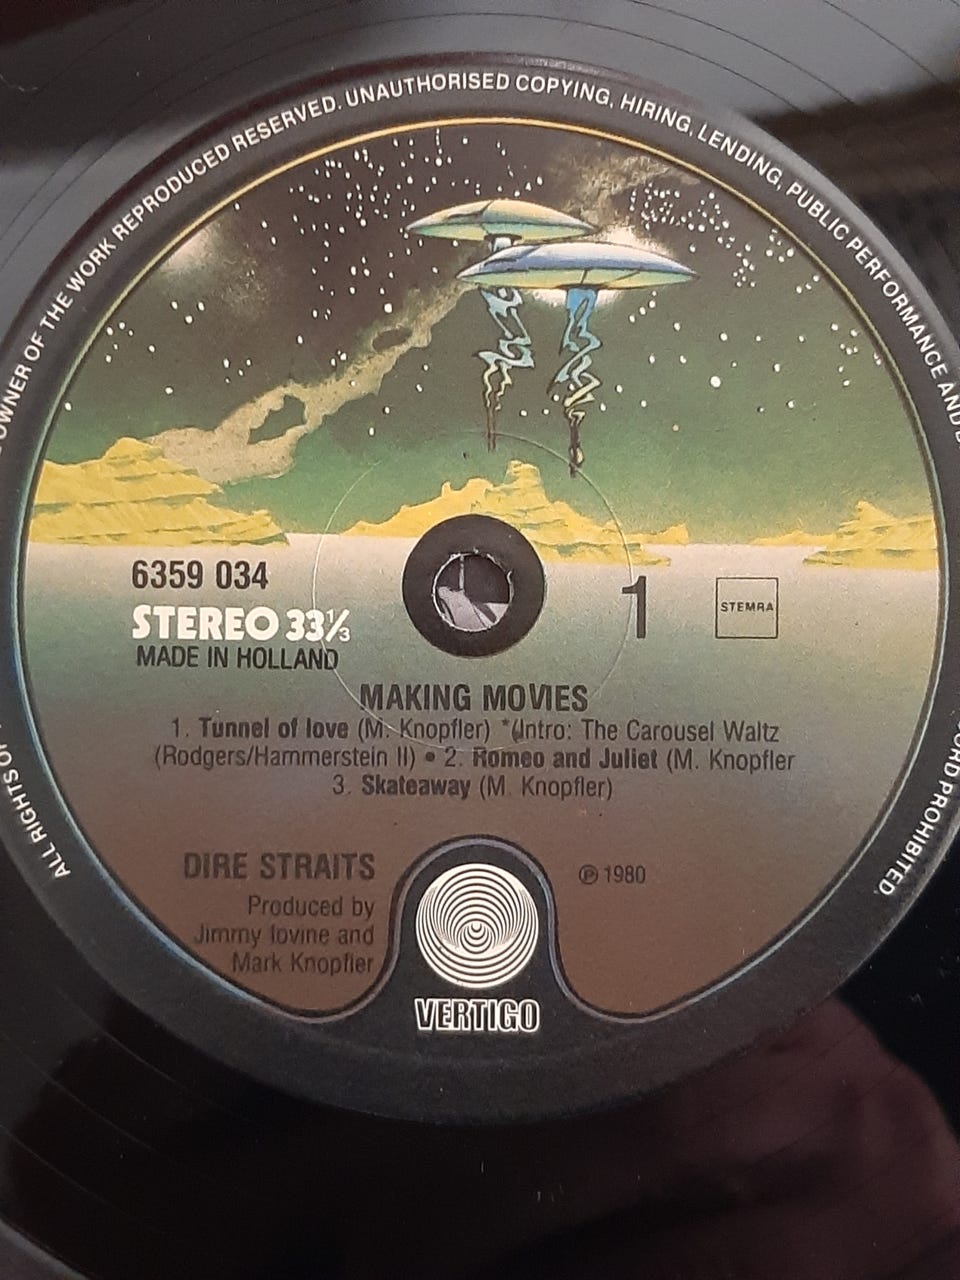 ALL RIGHTS OF
OWNER OF THE WORK REPRODUCED RESERVED. UNAUTHORISED COPYING, HIRING, LENDING, PUBLIC PERFORMANCE AND
PROHIBITED.
6359 034
STEREO 33⅓
MADE IN HOLLAND
1
STEMRA
MAKING MOVIES
1. Tunnel of love (M. Knopfler) *(Intro: The Carousel Waltz
(Rodgers/Hammerstein II) • 2. Romeo and Juliet (M. Knopfler
3. Skateaway (M. Knopfler)
DIRE STRAITS
Produced by
Jimmy Iovine and
Mark Knopfler
℗ 1980
VERTIGO